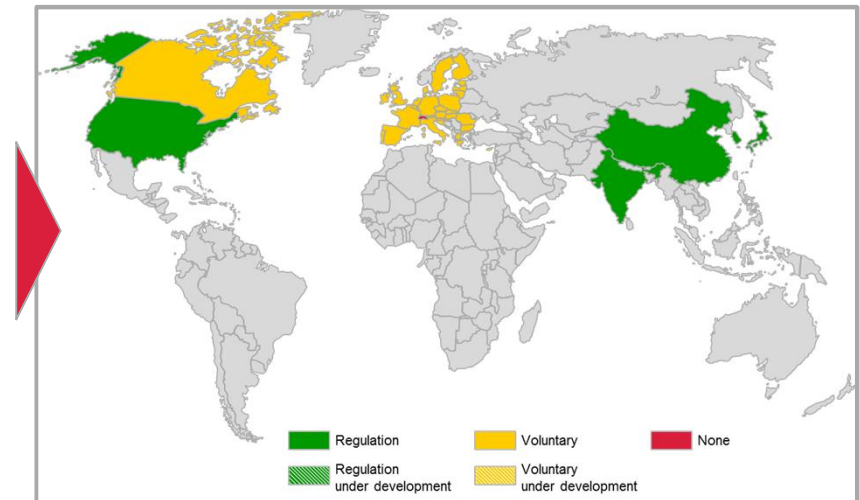 Regulation
Voluntary
None
Regulation
under development
Voluntary
under development